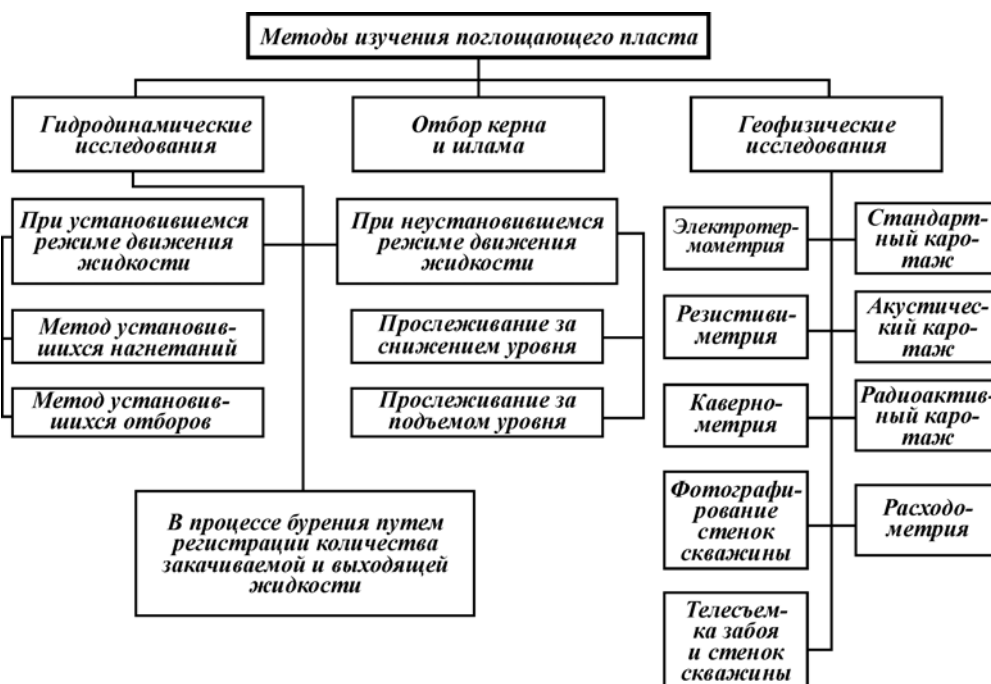 Методы изучения поглощающего пласта
Гидродинамические
исследования
Отбор керна
и шлама
Геофизические
исследования
При установившемся
режиме движения
жидкости
При неустановившемся
режиме движения
жидкости
Метод установив-
шихся нагнетаний
Прослеживание за
снижением уровня
Метод установив-
шихся отборов
Прослеживание за
подъемом уровня
В процессе бурения путем
регистрации количества
закачиваемой и выходящей
жидкости
Электротер-
мометрия
Стандарт-
ный каро-
таж
Резистиви-
метрия
Акустичес-
кий каро-
таж
Каверно-
метрия
Радиоактив-
ный каро-
таж
Фотографи-
рование
стенок
скважины
Расходо-
метрия
Телесъем-
ка забоя
и стенок
скважины